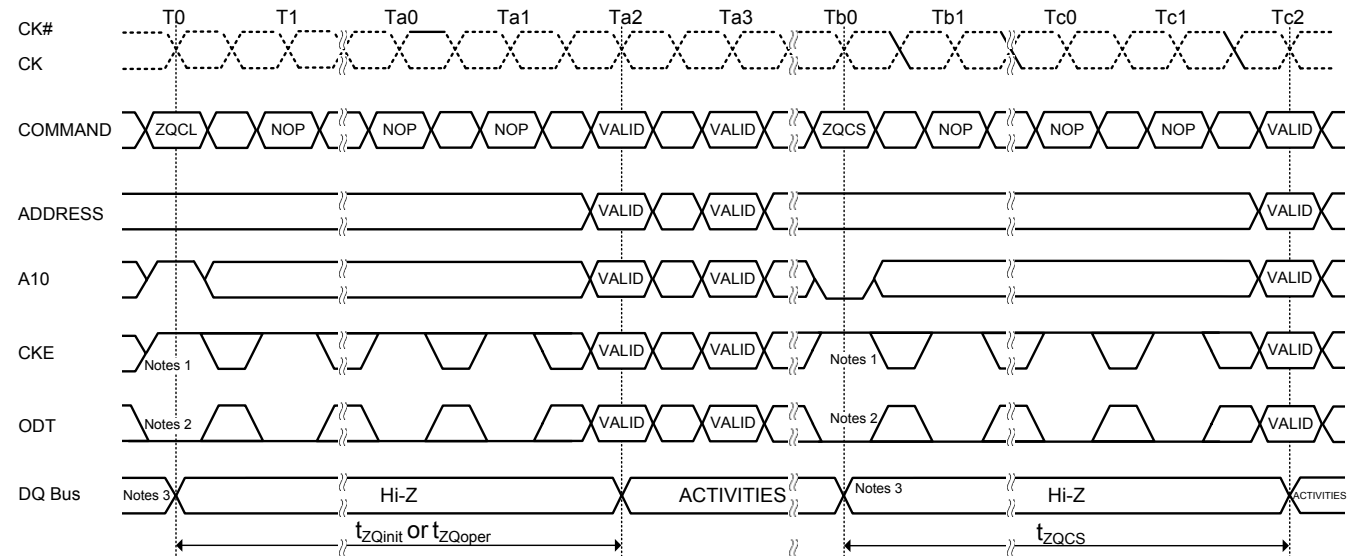 T0 T1 Ta0 Ta1 Ta2 Ta3 Tb0 Tb1 Tc0 Tc1 Tc2
CK#
CK
COMMAND ZQCL NOP NOP NOP VALID VALID ZQCS NOP NOP NOP VALID
ADDRESS VALID VALID VALID
A10 VALID VALID VALID
CKE Notes 1 VALID VALID Notes 1 VALID
ODT Notes 2 VALID VALID Notes 2 VALID
DQ Bus Notes 3 Hi-Z ACTIVITIES Notes 3 Hi-Z ACTIVITIES
tZQinit or tZQoper tZQCS